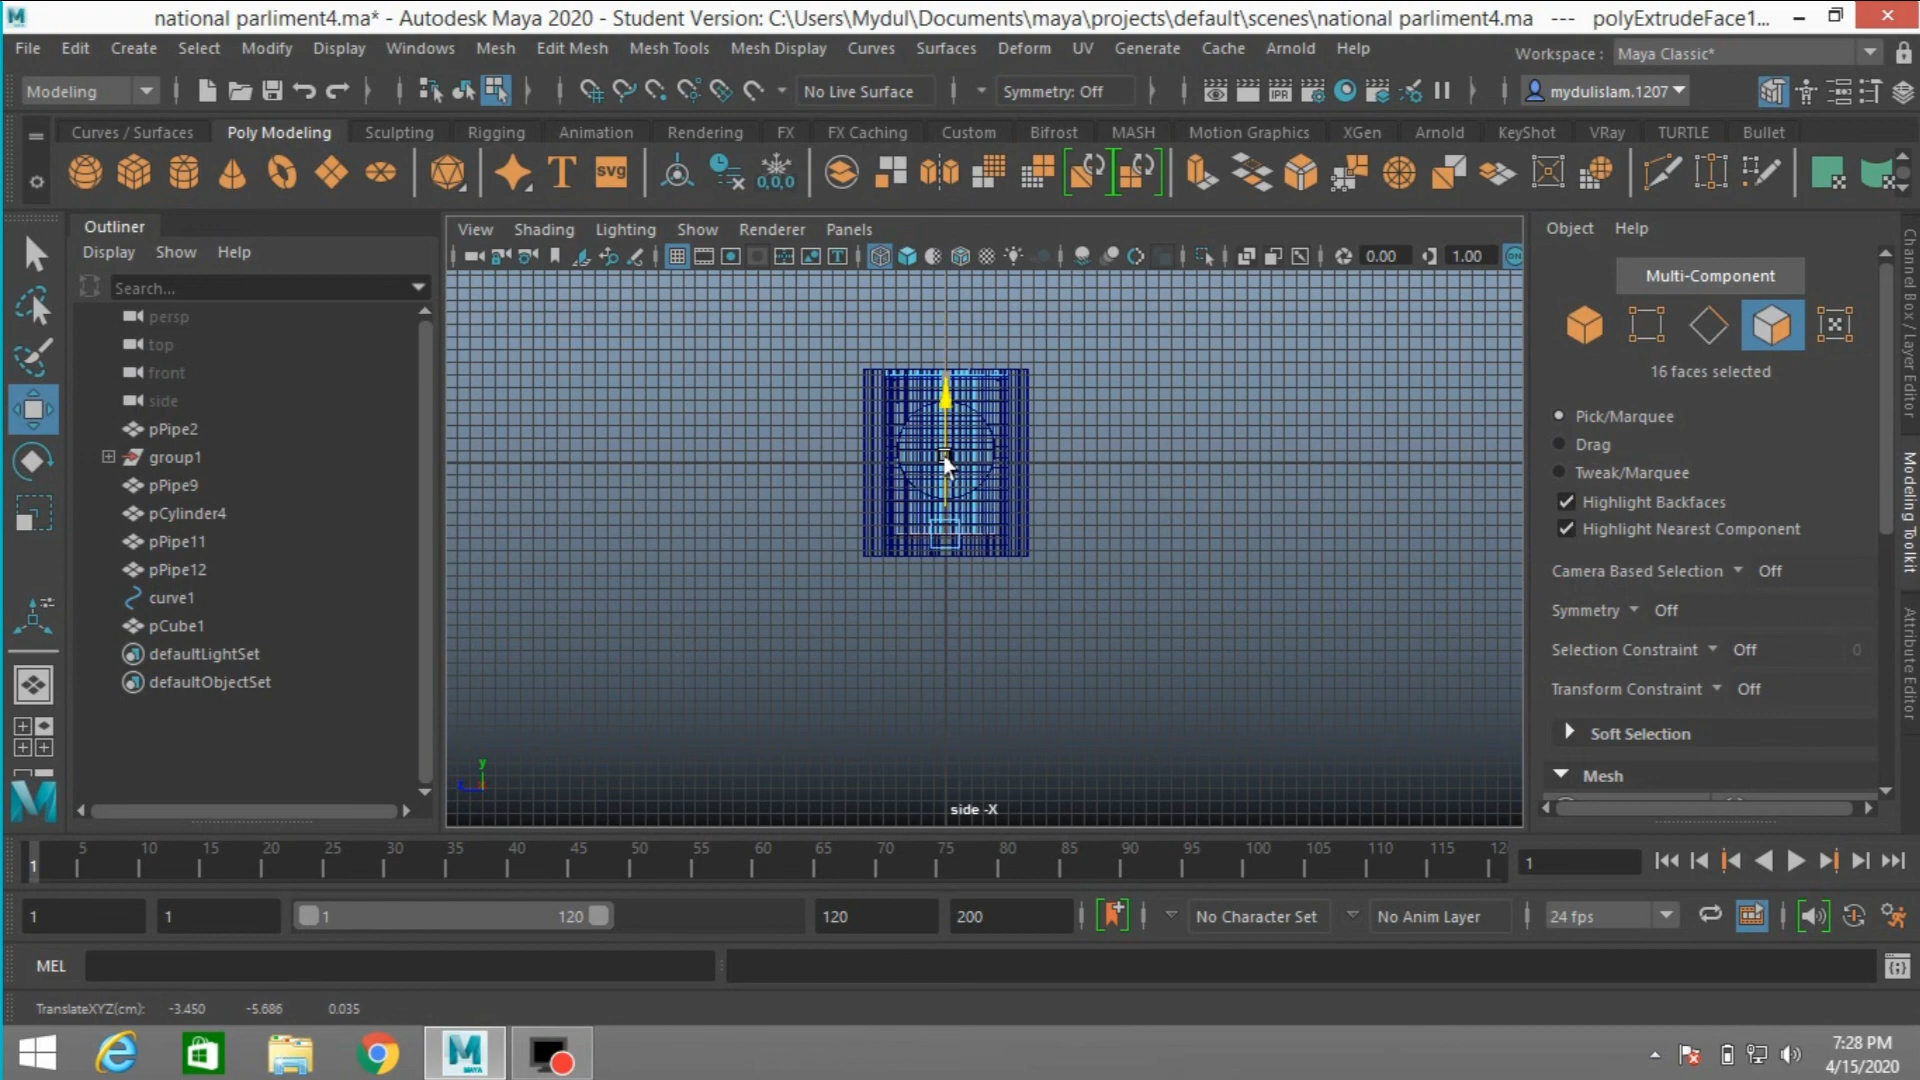 national parliment4.ma* - Autodesk Maya 2020 - Student Version: C:\Users\Mydul\Documents\maya\projects\default\scenes\national parliment4.ma --- polyExtrudeFace1...
File Edit Create Select Modify Display Windows Mesh Edit Mesh Mesh Tools Mesh Display Curves Surfaces Deform UV Generate Cache Arnold Help
Workspace : Maya Classic*
Modeling No Live Surface Symmetry: Off mydulislam.1207
IPR
Curves / Surfaces Poly Modeling Sculpting Rigging Animation Rendering FX FX Caching Custom Bifrost MASH Motion Graphics XGen Arnold KeyShot VRay TURTLE Bullet
T SVG 0,0,0
Outliner
Display Show Help
Search...
persp
top
front
side
pPipe2
group1
pPipe9
pCylinder4
pPipe11
pPipe12
curve1
pCube1
defaultLightSet
defaultObjectSet
View Shading Lighting Show Renderer Panels
0.00 1.00 ON
y
side -X
Object Help
Multi-Component
16 faces selected
Pick/Marquee
Drag
Tweak/Marquee
Highlight Backfaces
Highlight Nearest Component
Camera Based Selection Off
Symmetry Off
Selection Constraint Off 0
Transform Constraint Off
Soft Selection
Mesh
Channel Box / Layer Editor
Modeling Toolkit
Attribute Editor
1 5 10 15 20 25 30 35 40 45 50 55 60 65 70 75 80 85 90 95 100 105 110 115 12
1
1 1 1 120 120 200 No Character Set No Anim Layer 24 fps
MEL
TranslateXYZ(cm): -3.450 -5.686 0.035
MAYA
7:28 PM
4/15/2020